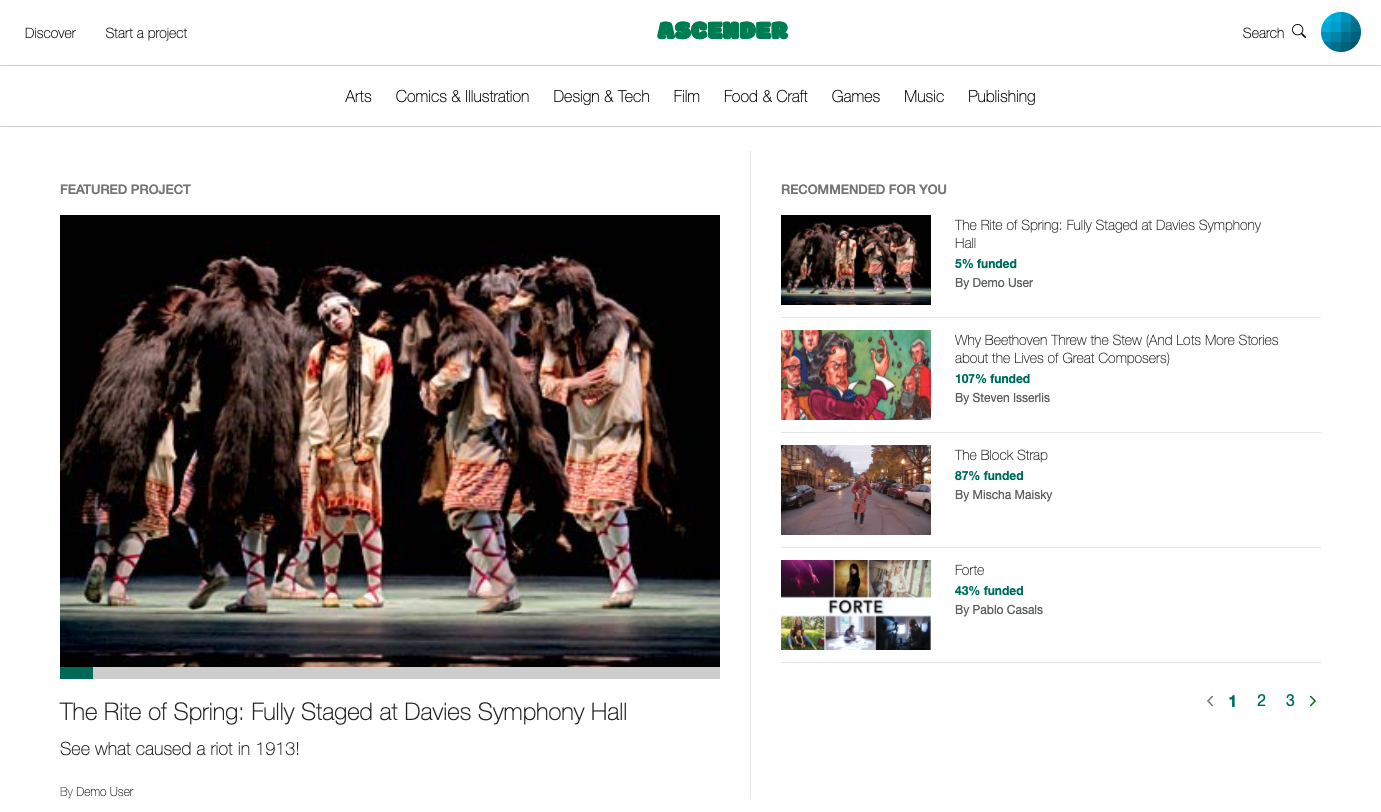 Discover
Start a project
ASCENDER
Search
Arts
Comics & Illustration
Design & Tech
Film
Food & Craft
Games
Music
Publishing
FEATURED PROJECT
The Rite of Spring: Fully Staged at Davies Symphony Hall
See what caused a riot in 1913!
By Demo User
RECOMMENDED FOR YOU
The Rite of Spring: Fully Staged at Davies Symphony
Hall
5% funded
By Demo User
Why Beethoven Threw the Stew (And Lots More Stories
about the Lives of Great Composers)
107% funded
By Steven Isserlis
The Block Strap
87% funded
By Mischa Maisky
FORTE
Forte
43% funded
By Pablo Casals
1 2 3